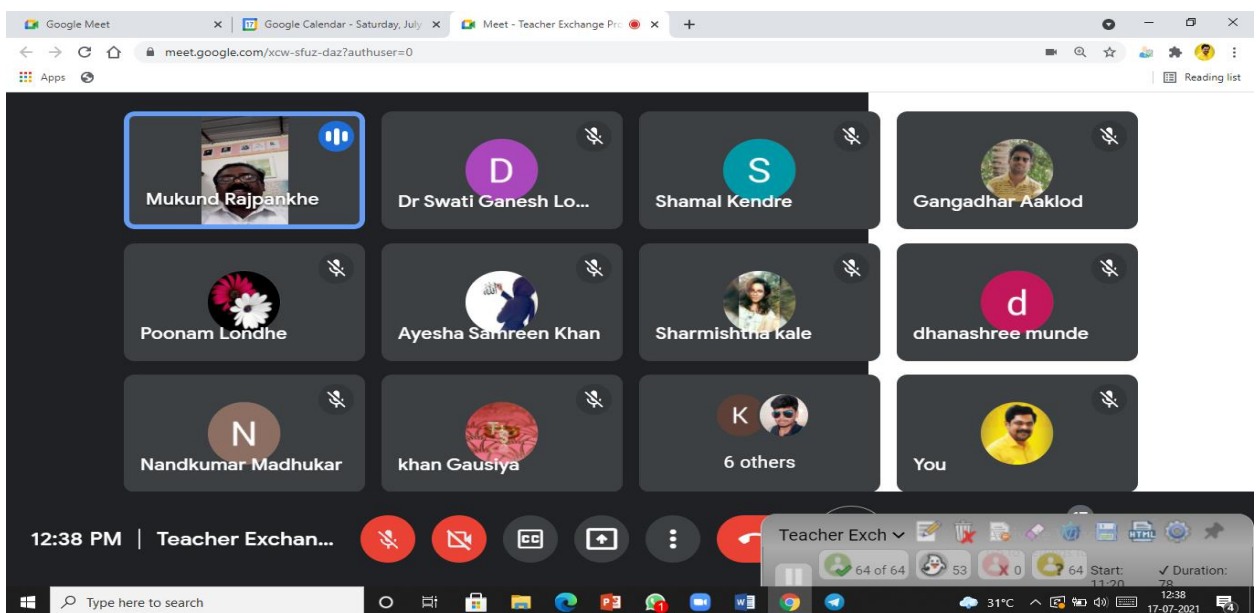 Google Meet
Google Calendar - Saturday, July
Meet - Teacher Exchange Pro
meet.google.com/xcw-sfuz-daz?authuser=0
Apps
Reading list
Mukund Rajpankhe
D
Dr Swati Ganesh Lo...
S
Shamal Kendre
Gangadhar Aaklod
Poonam Londhe
Ayesha Samreen Khan
Sharmishtha kale
d
dhanashree munde
N
Nandkumar Madhukar
khan Gausiya
K
6 others
You
12:38 PM | Teacher Exchan...
CC
Teacher Exch
HTML
64 of 64 53 0 64 Start: 11:20 ✓ Duration: 78
Type here to search
31°C
12:38
17-07-2021